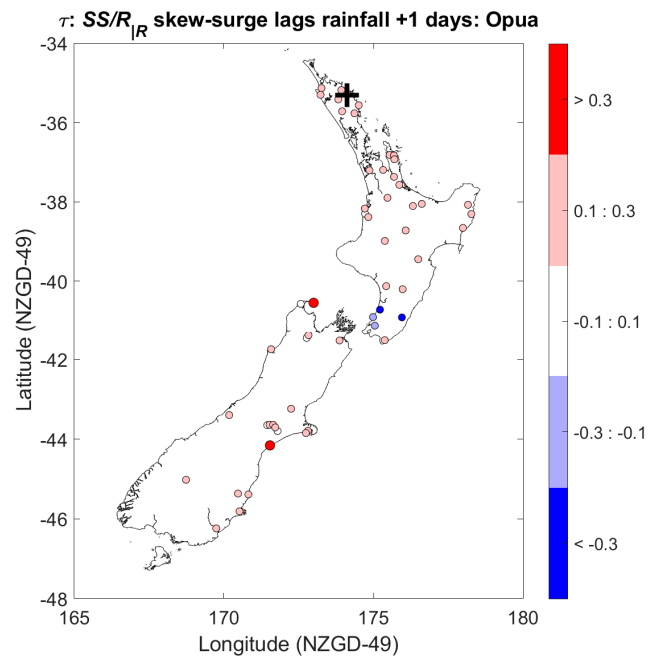 τ: SS/R|R skew-surge lags rainfall +1 days: Opua
-34
-36
-38
-40
-42
-44
-46
-48
165
170
175
180
Longitude (NZGD-49)
Latitude (NZGD-49)
> 0.3
0.1 : 0.3
-0.1 : 0.1
-0.3 : -0.1
< -0.3